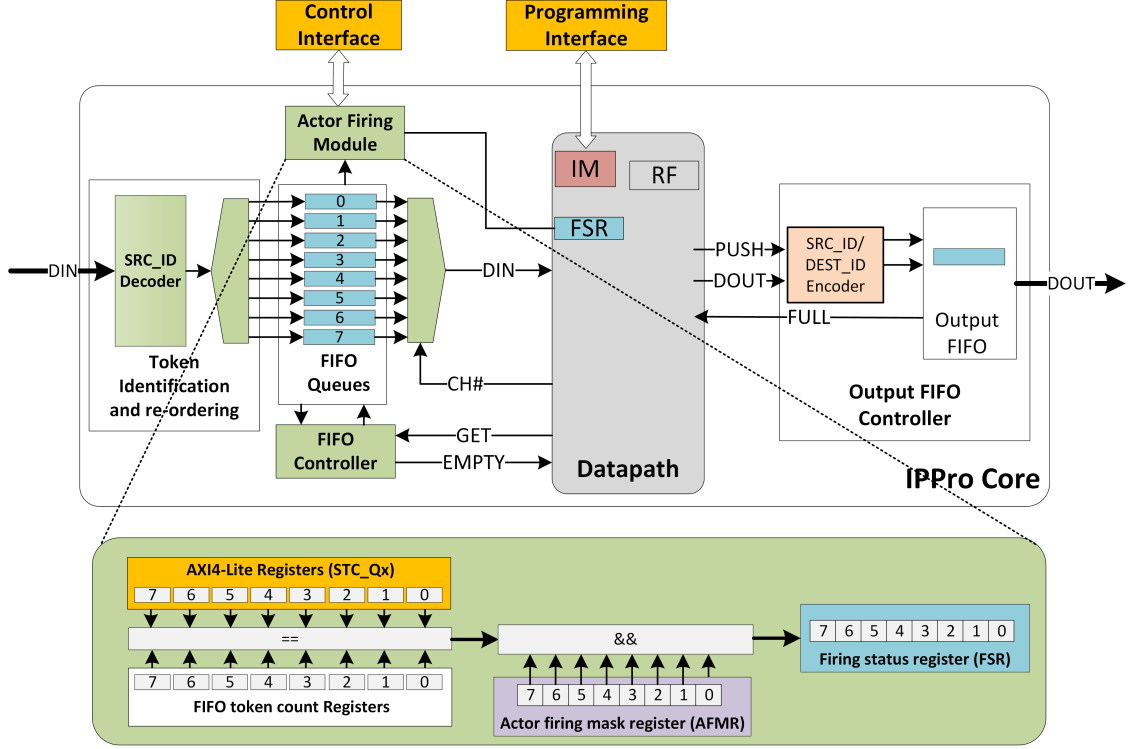 Control
Interface
Programming
Interface
Actor Firing
Module
IM
RF
FSR
DIN
SRC_ID
Decoder
Token
Identification
and re-ordering
0
1
2
3
4
5
6
7
FIFO
Queues
FIFO
Controller
DIN
CH#
GET
EMPTY
Datapath
PUSH
DOUT
FULL
SRC_ID/
DEST_ID
Encoder
Output
FIFO
DOUT
Output FIFO
Controller
IPPro Core
AXI4-Lite Registers (STC_Qx)
7 6 5 4 3 2 1 0
==
7 6 5 4 3 2 1 0
FIFO token count Registers
&&
7 6 5 4 3 2 1 0
Actor firing mask register (AFMR)
7 6 5 4 3 2 1 0
Firing status register (FSR)